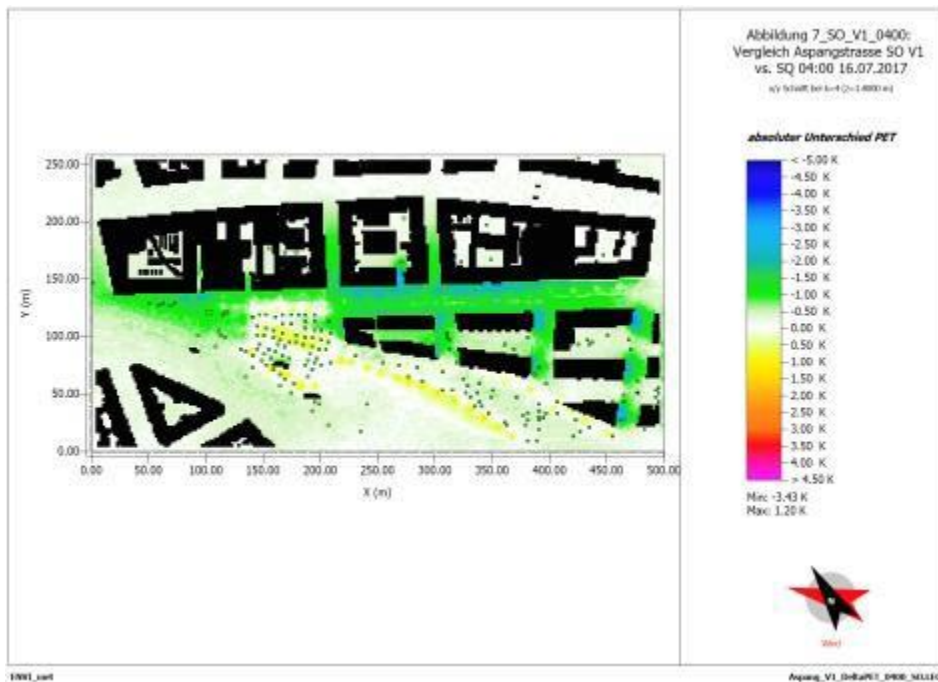 Abbildung 7_SO_V1_0400:
Vergleich Aspangstrasse SO V1
vs. SQ 04:00 16.07.2017
x/y Schnitt bei k=4 (z=1.8000 m)
absoluter Unterschied PET
< -5.00 K
-4.50 K
-4.00 K
-3.50 K
-3.00 K
-2.50 K
-2.00 K
-1.50 K
-1.00 K
-0.50 K
0.00 K
0.50 K
1.00 K
1.50 K
2.00 K
2.50 K
3.00 K
3.50 K
4.00 K
> 4.50 K
Min: -3.43 K
Max: 1.20 K
250.00
200.00
150.00
100.00
50.00
0.00
Y (m)
0.00 50.00 100.00 150.00 200.00 250.00 300.00 350.00 400.00 450.00 500.00
X (m)
N
Wind